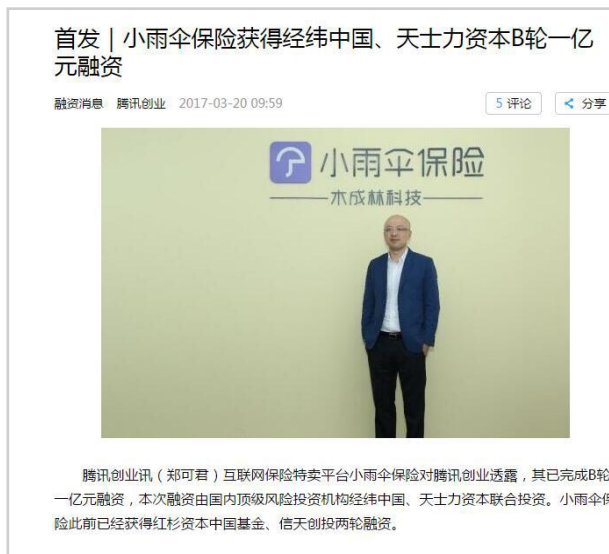 首发 | 小雨伞保险获得经纬中国、天士力资本B轮一亿
元融资
融资消息 腾讯创业 2017-03-20 09:59
5 评论 分享
小雨伞保险
木成林科技
腾讯创业讯（郑可君）互联网保险特卖平台小雨伞保险对腾讯创业透露，其已完成B轮
一亿元融资，本次融资由国内顶级风险投资机构经纬中国、天士力资本联合投资。小雨伞保
险此前已经获得红杉资本中国基金、信天创投两轮融资。